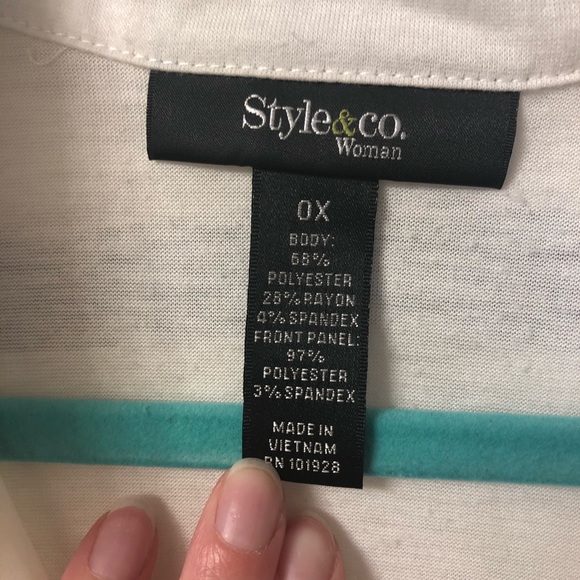 Style&co.
Woman
0X
BODY:
68%
POLYESTER
28% RAYON
4% SPANDEX
FRONT PANEL:
97%
POLYESTER
3% SPANDEX
MADE IN
VIETNAM
RN 101928